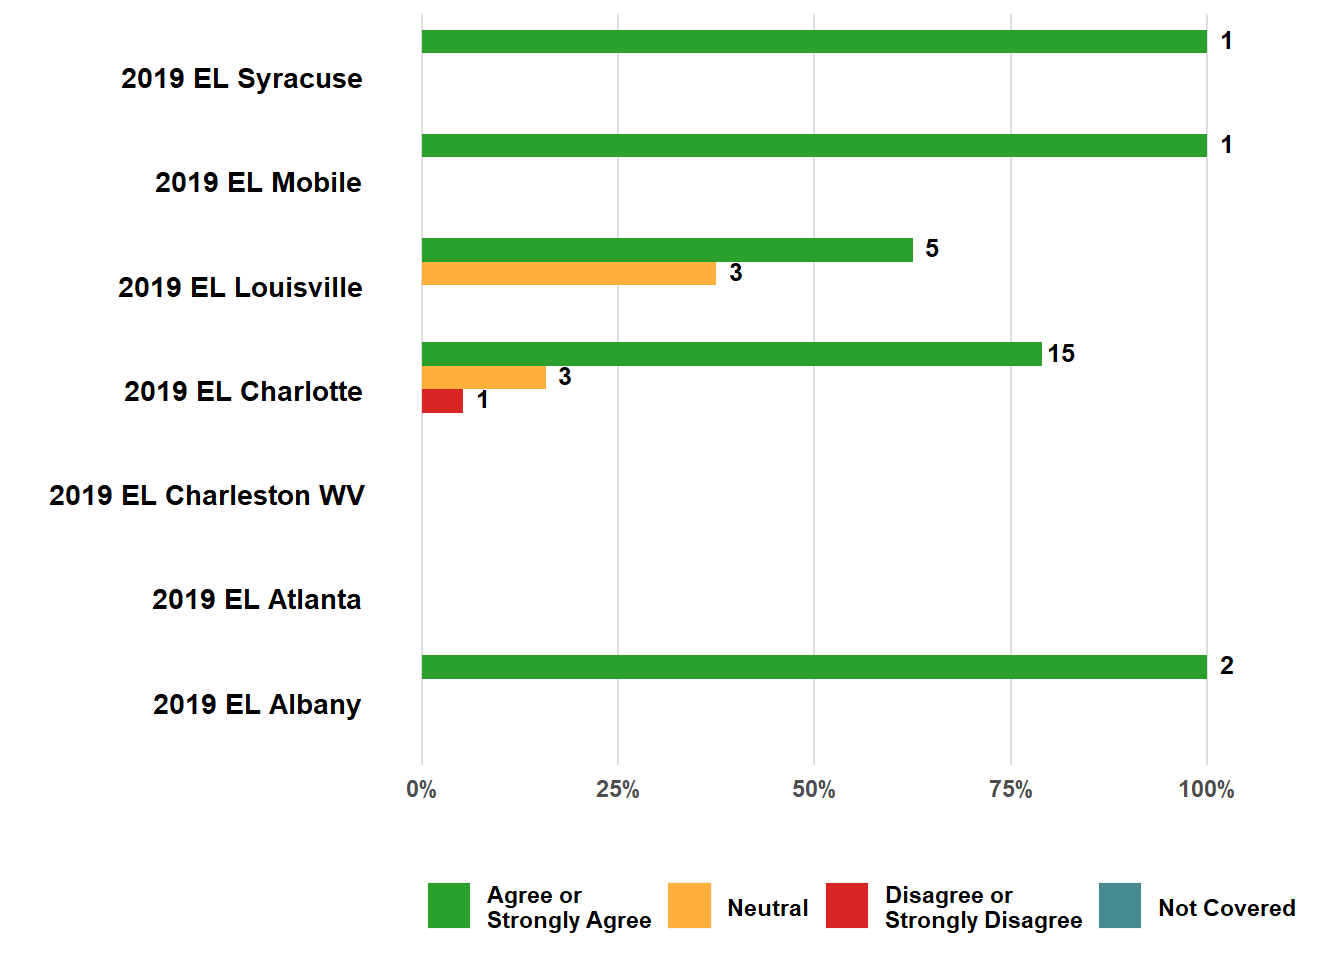 1
2019 EL Syracuse
1
2019 EL Mobile
5
3
2019 EL Louisville
15
3
2019 EL Charlotte
1
2019 EL Charleston WV
2019 EL Atlanta
2
2019 EL Albany
0% 25% 50% 75% 100%
Agree or
Strongly Agree
Neutral
Disagree or
Strongly Disagree
Not Covered